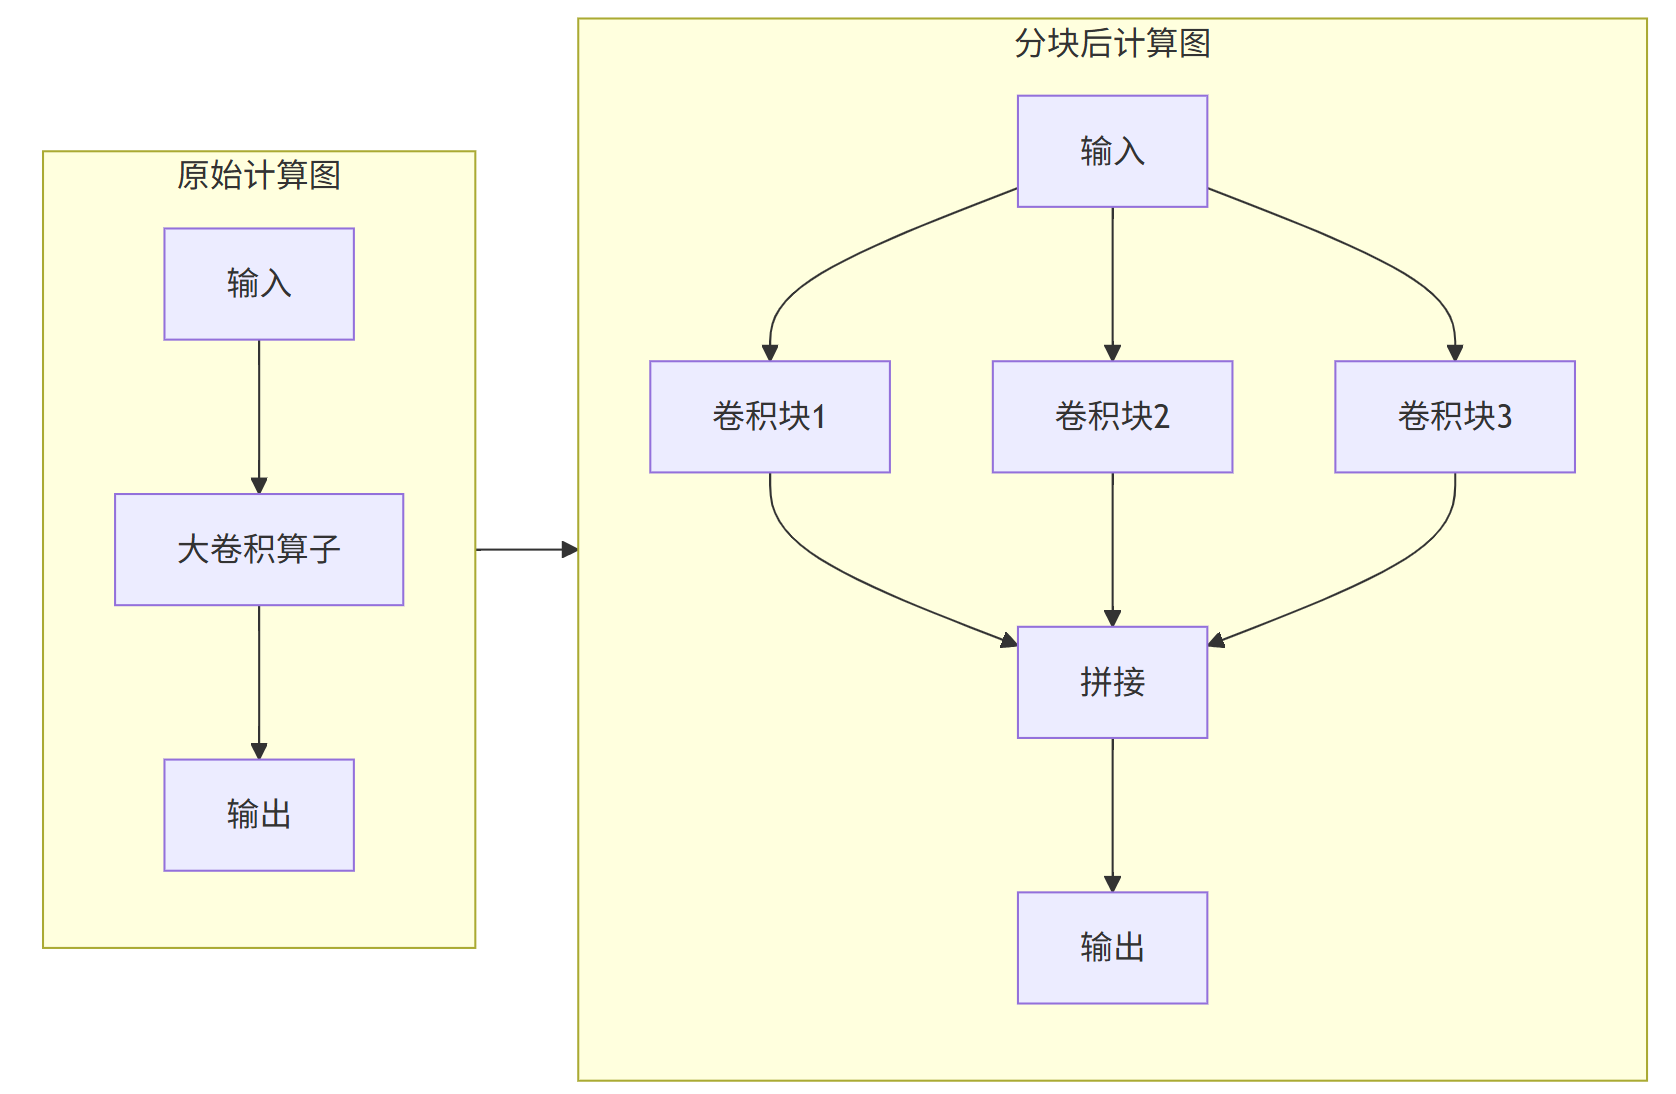 原始计算图
输入
大卷积算子
输出
分块后计算图
输入
卷积块1
卷积块2
卷积块3
拼接
输出